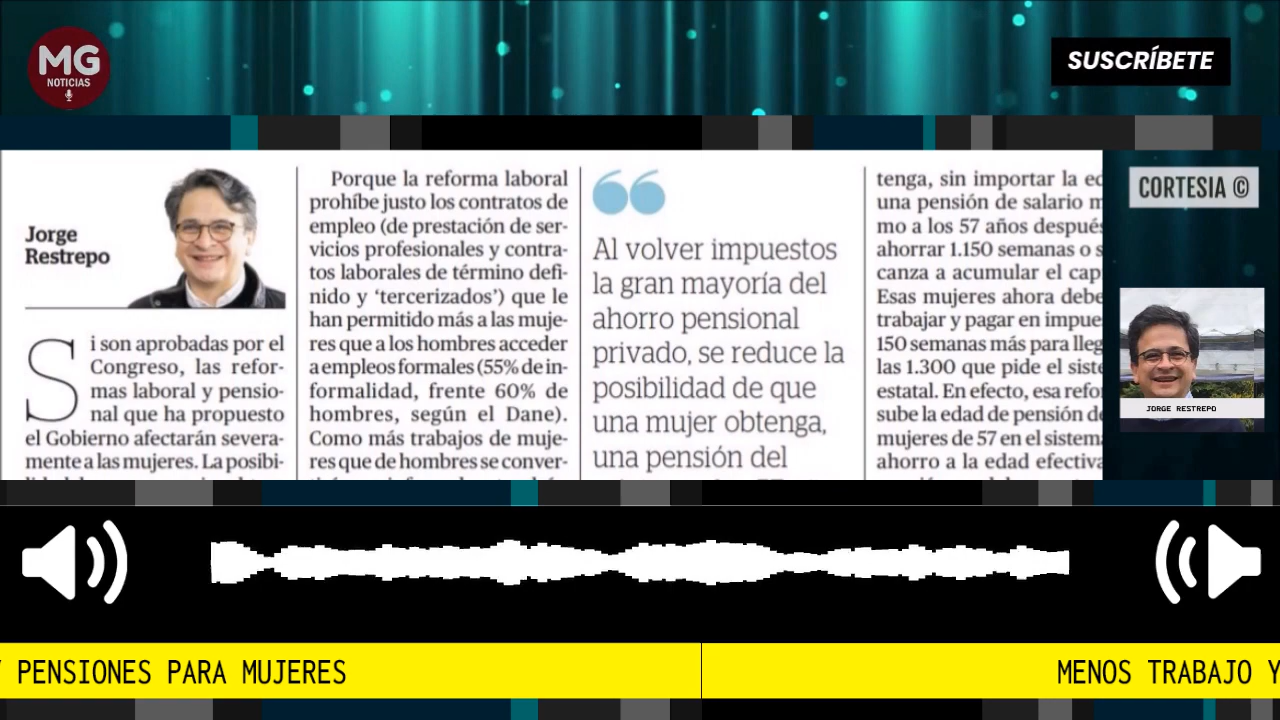 MG
NOTICIAS
SUSCRÍBETE
CORTESIA ©
Jorge
Restrepo
Si son aprobadas por el
Congreso, las refor-
mas laboral y pensio-
nal que ha propuesto
el Gobierno afectarán severa-
mente a las mujeres. La posibi-
Porque la reforma laboral
prohíbe justo los contratos de
empleo (de prestación de ser-
vicios profesionales y contra-
tos laborales de término defi-
nido y ‘tercerizados’) que le
han permitido más a las muje-
res que a los hombres acceder
a empleos formales (55% de in-
formalidad, frente 60% de
hombres, según el Dane).
Como más trabajos de muje-
res que de hombres se conver-
“
Al volver impuestos
la gran mayoría del
ahorro pensional
privado, se reduce la
posibilidad de que
una mujer obtenga,
una pensión del
tenga, sin importar la ed
una pensión de salario m
mo a los 57 años despué
ahorrar 1.150 semanas o s
canza a acumular el cap
Esas mujeres ahora debe
trabajar y pagar en impue
150 semanas más para lleg
las 1.300 que pide el siste
estatal. En efecto, esa refo
sube la edad de pensión de
mujeres de 57 en el sistema
ahorro a la edad efectiva
JORGE RESTREPO
Y PENSIONES PARA MUJERES
MENOS TRABAJO Y